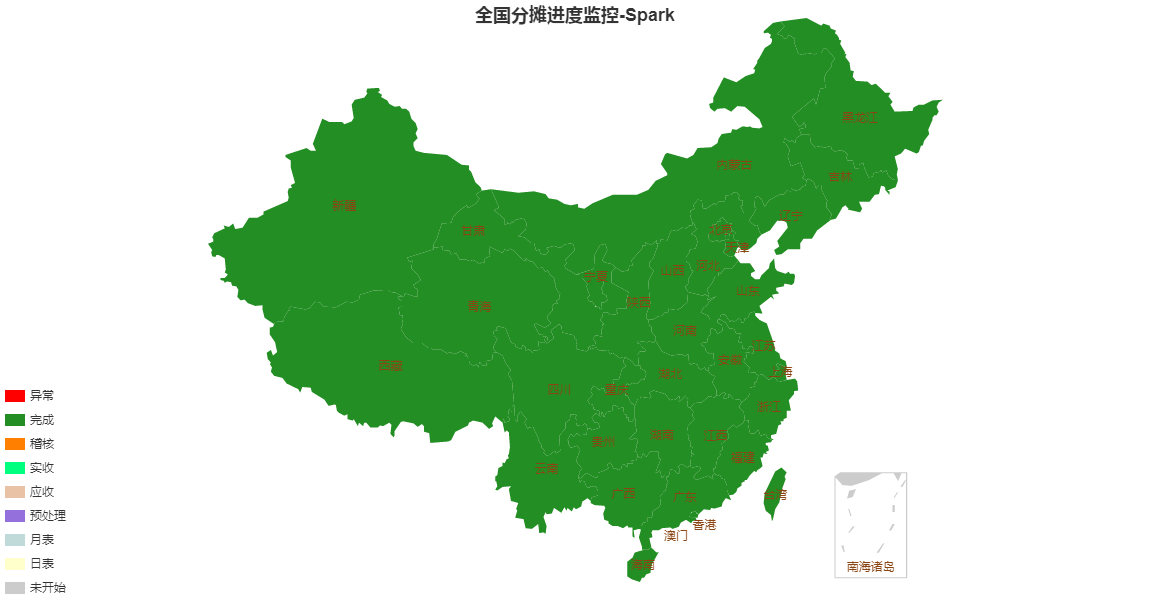 全国分摊进度监控-Spark
黑龙江
内蒙古
吉林
新疆
辽宁
甘肃
北京
天津
河北
山西
宁夏
山东
陕西
青海
河南
江苏
安徽
西藏
上海
湖北
四川
重庆
浙江
湖南
江西
贵州
福建
云南
广西
台湾
广东
香港
澳门
海南
南海诸岛
异常
完成
稽核
实收
应收
预处理
月表
日表
未开始